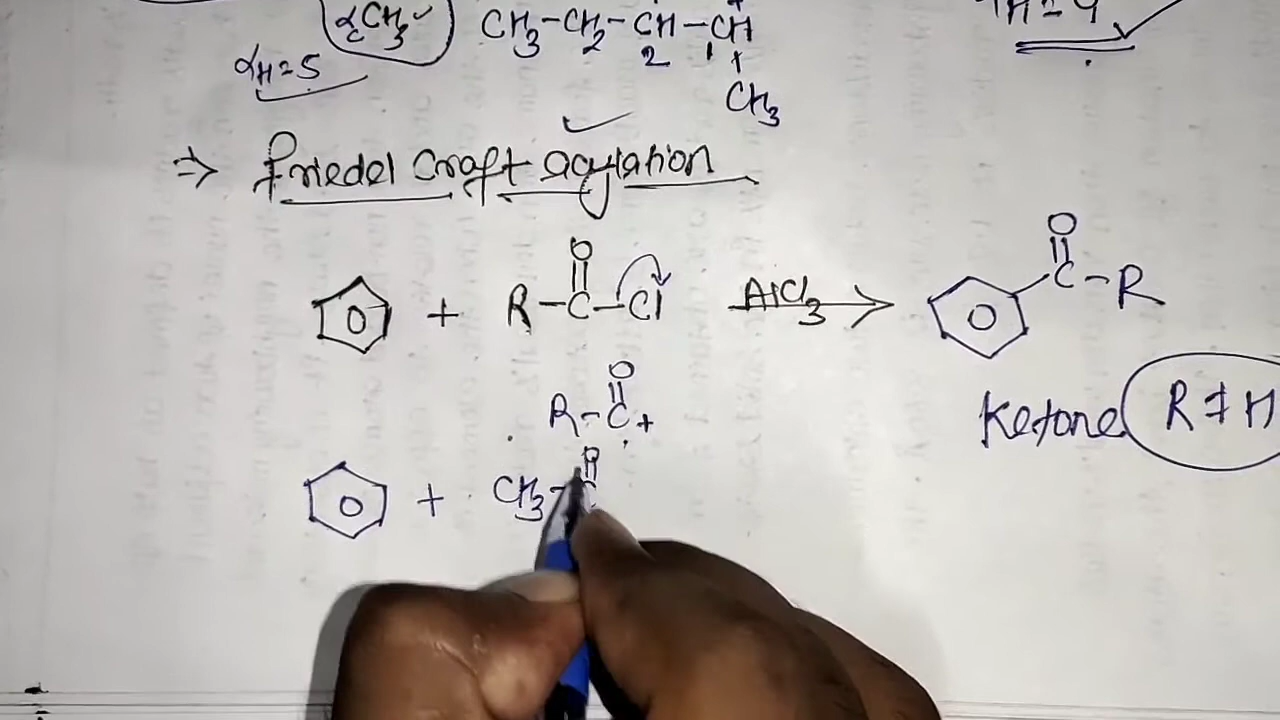 αCH3 ✓ CH3-CH2-CH-CH
2 1
αH=5
CH3
⇒ Friedel Craft acylation
O O
+ R-C-Cl AlCl3 C-R
O
R-C+
Ketone R≠H
+ CH3-